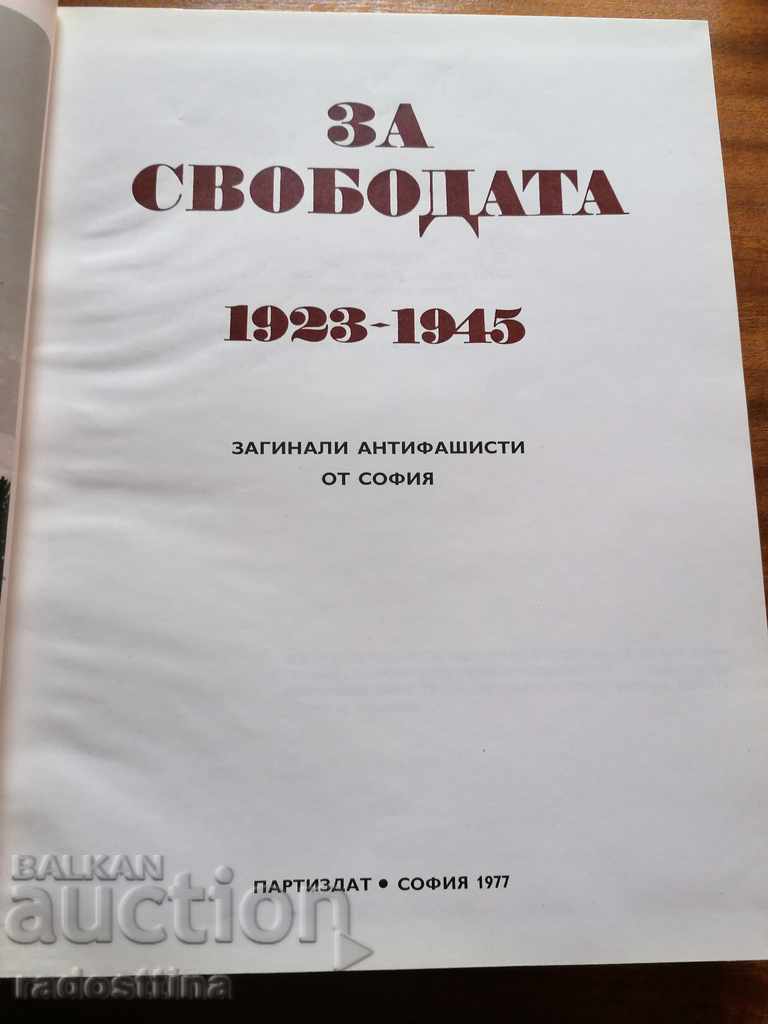 ЗА
СВОБОДАТА
1923-1945
ЗАГИНАЛИ АНТИФАШИСТИ
ОТ СОФИЯ
ПАРТИЗДАТ • СОФИЯ 1977
BALKAN
auction
radosttina